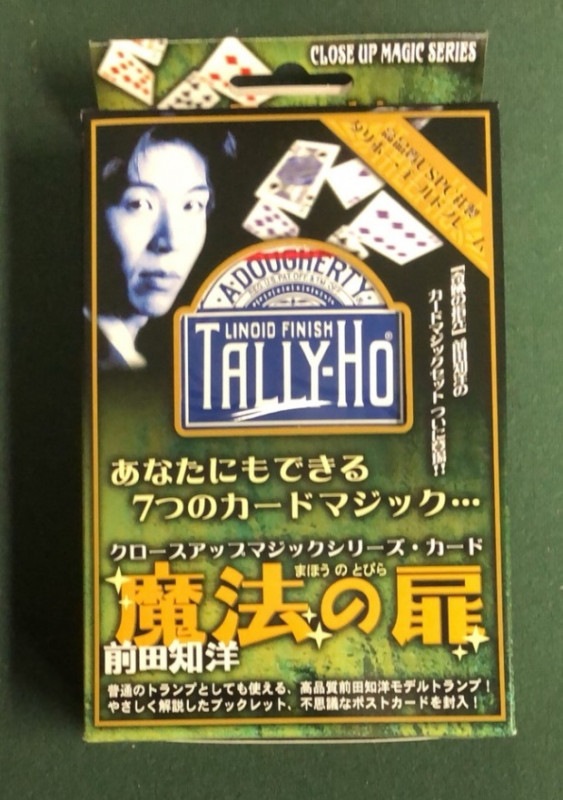 CLOSE UP MAGIC SERIES
A.DOUGHERTY
LINOID FINISH
TALLY-HO
カードマジックセット ついに
あなたにもできる
7つのカードマジック…
クローズアップマジックシリーズ・カード
まほう の とびら
魔法の扉
前田知洋
普通のトランプとしても使える、高品質前田知洋モデルトランプ!
やさしく解説したブックレット、不思議なポストカードを封入!